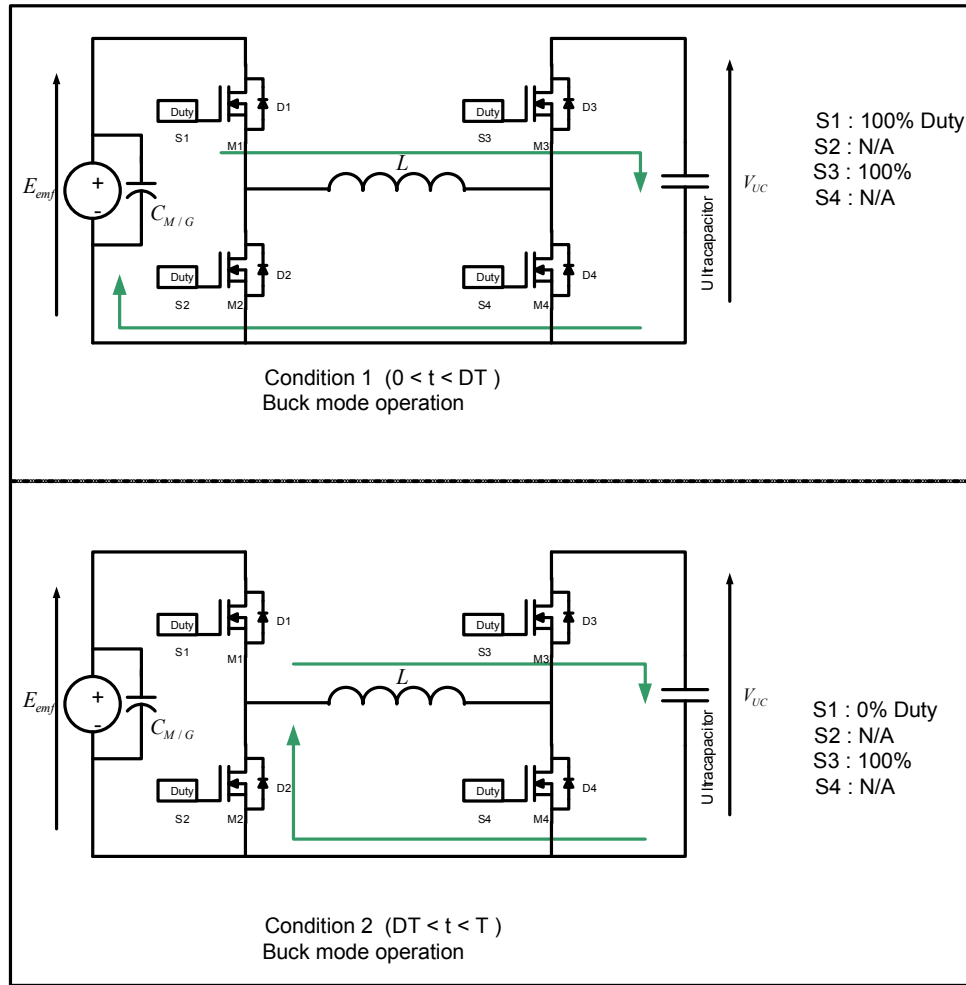 Duty
D1
S1
M1
Duty
D3
S3
M3
S1 : 100% Duty
S2 : N/A
S3 : 100%
S4 : N/A
L
E_emf
+
-
C_M/G
V_UC
Ultracapacitor
Duty
D2
S2
M2
Duty
D4
S4
M4
Condition 1 (0 < t < DT )
Buck mode operation
Duty
D1
S1
M1
Duty
D3
S3
M3
L
E_emf
+
-
C_M/G
V_UC
Ultracapacitor
S1 : 0% Duty
S2 : N/A
S3 : 100%
S4 : N/A
Duty
D2
S2
M2
Duty
D4
S4
M4
Condition 2 (DT < t < T )
Buck mode operation